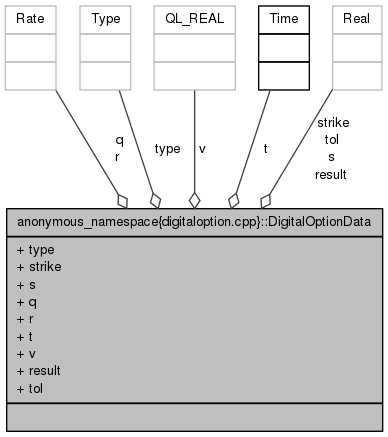 Rate Type QL_REAL Time Real
q
r
type
v
t
strike
tol
s
result
anonymous_namespace{digitaloption.cpp}::DigitalOptionData
+ type
+ strike
+ s
+ q
+ r
+ t
+ v
+ result
+ tol